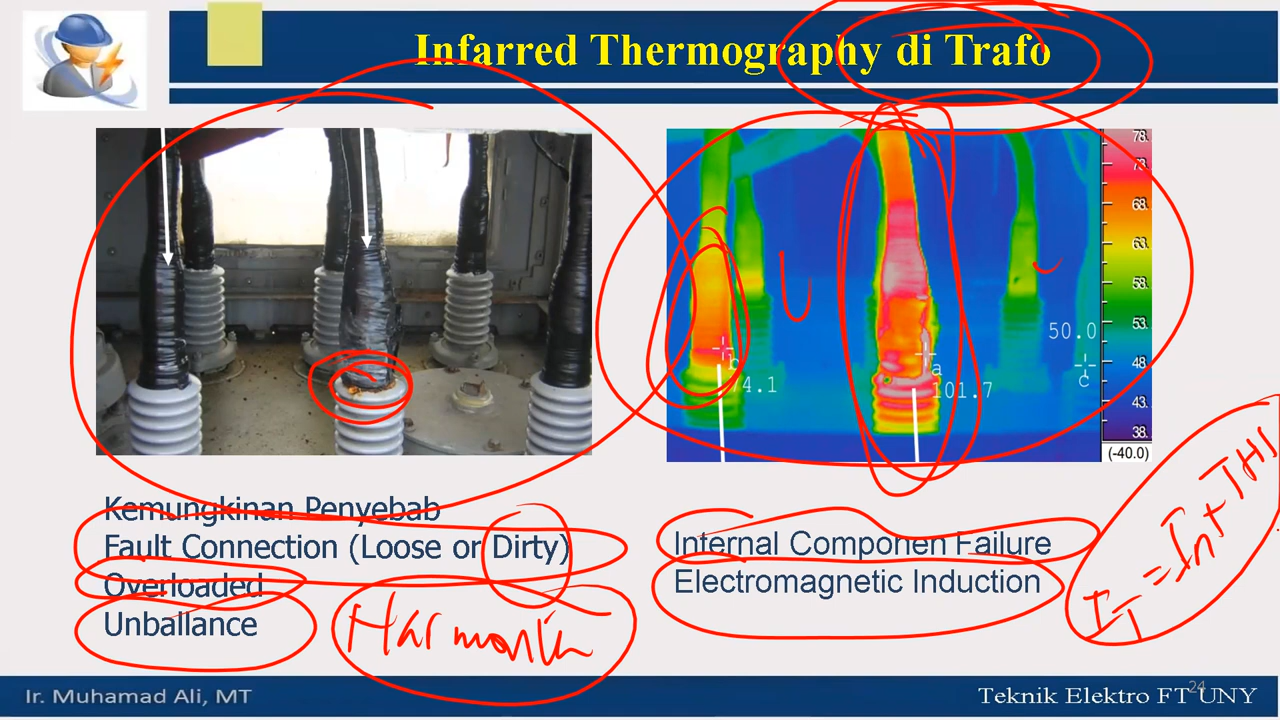 Infarred Thermography di Trafo
78.
73.
68.
63.
58.
53.
48
43.
38.
(-40.0)
50.0
b
74.1
a
101.7
c
Kemungkinan Penyebab
Fault Connection (Loose or Dirty)
Overloaded
Unballance
Internal Componen Failure
Electromagnetic Induction
Ir. Muhamad Ali, MT
24
Teknik Elektro FT UNY